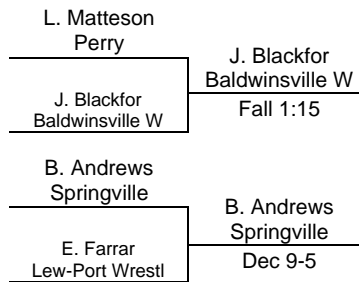 L. Matteson
Perry
J. Blackfor
Baldwinsville W
J. Blackfor
Baldwinsville W
Fall 1:15
B. Andrews
Springville
E. Farrar
Lew-Port Wrestl
B. Andrews
Springville
Dec 9-5